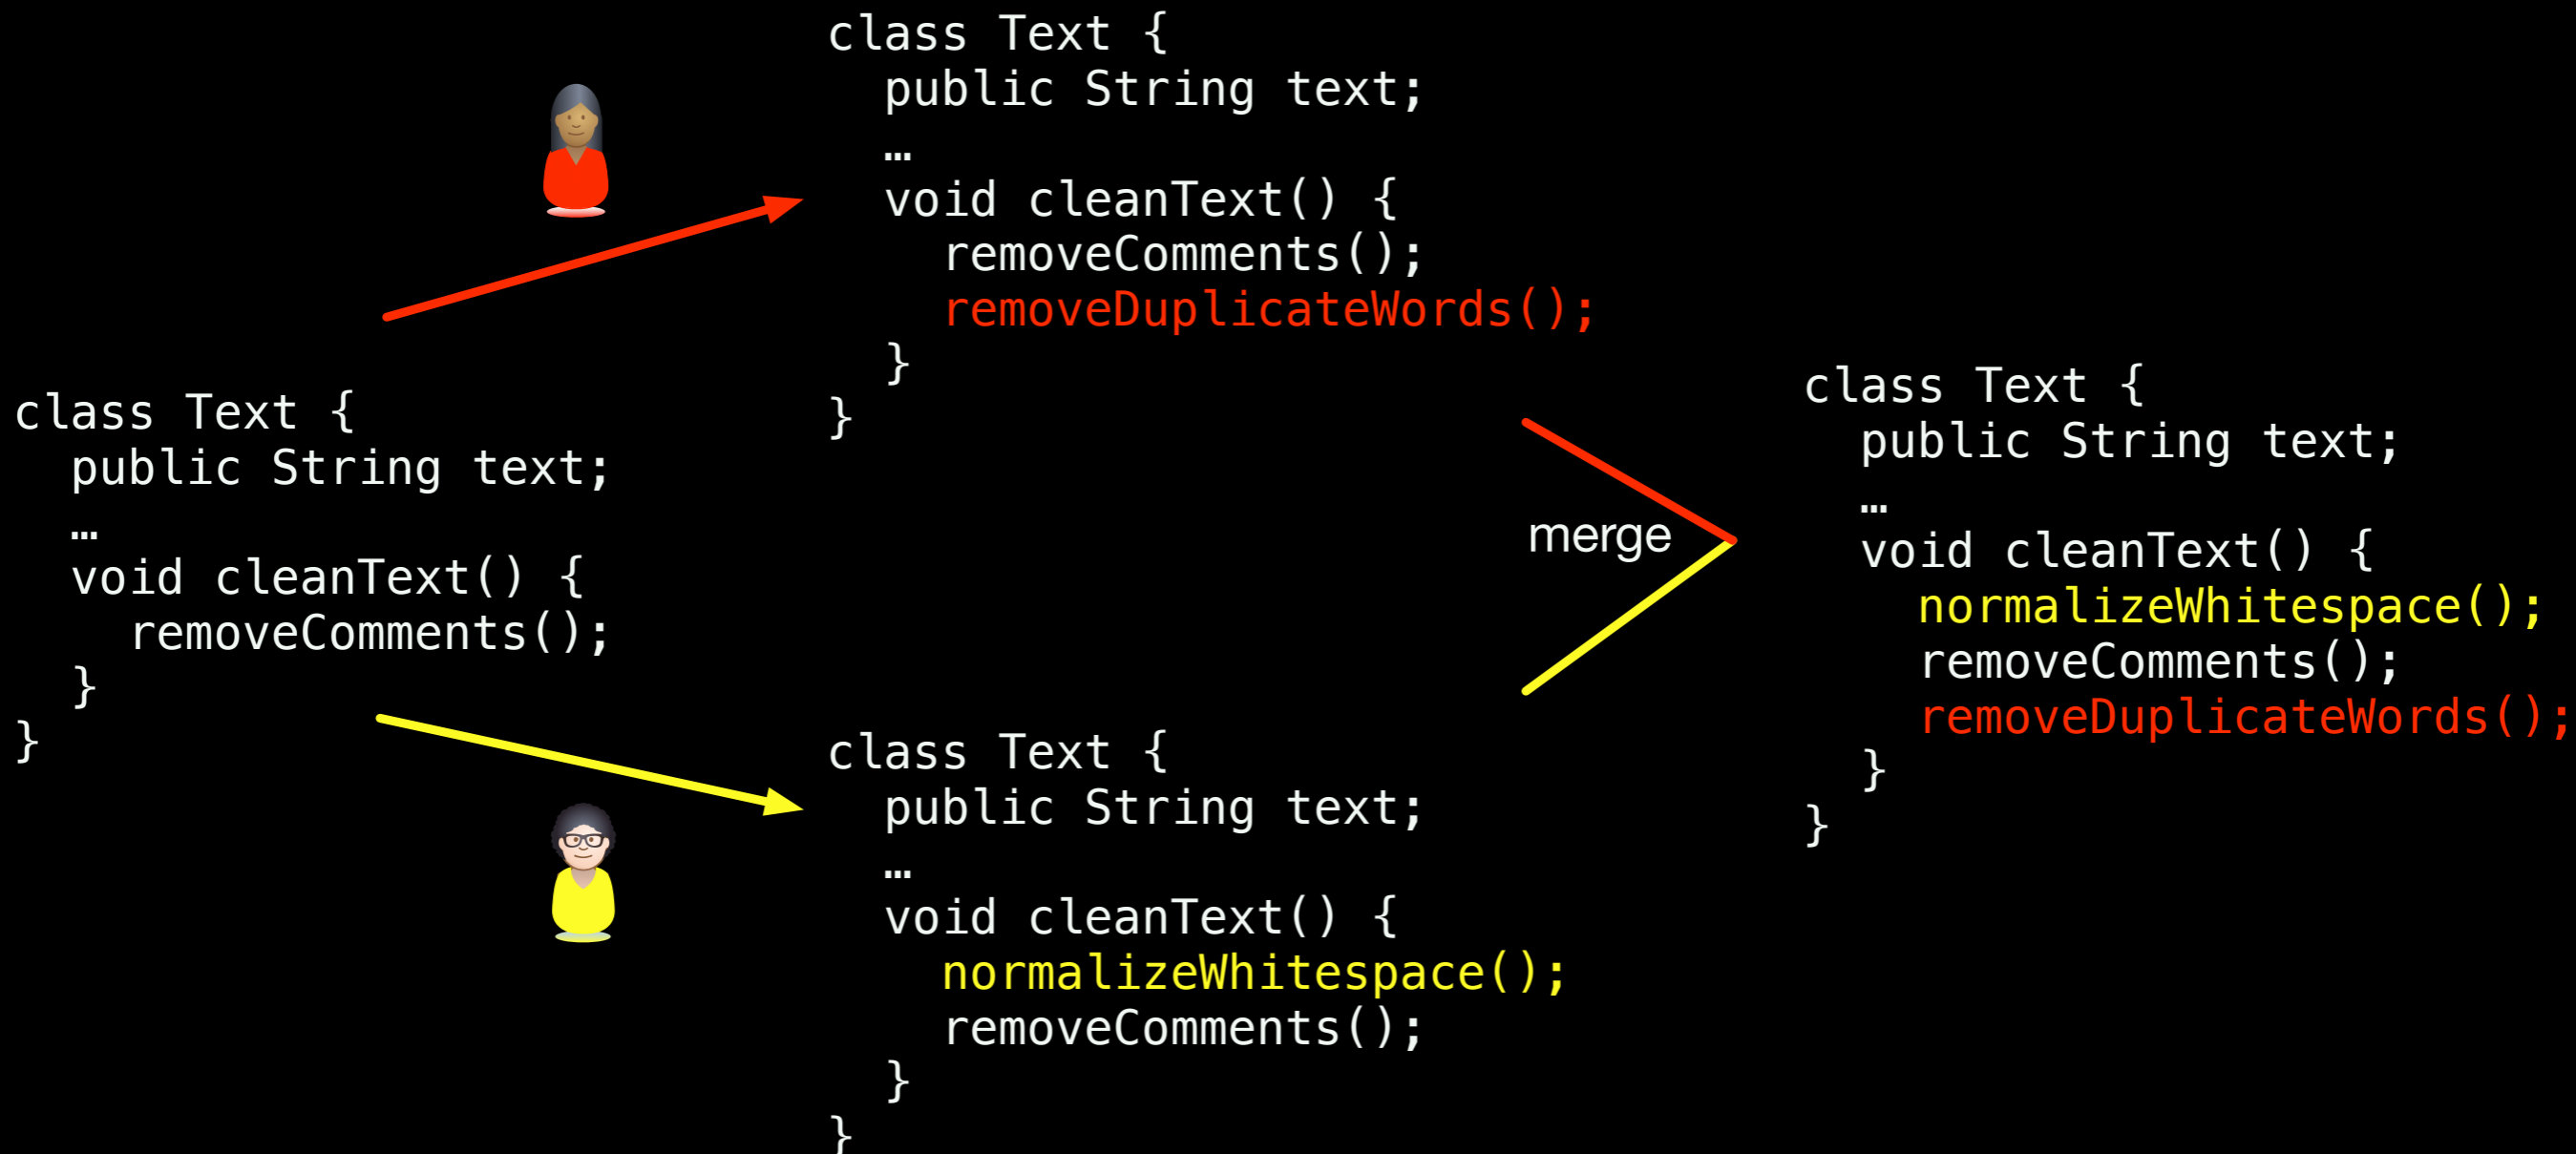 class Text {
  public String text;
  …
  void cleanText() {
    removeComments();
  }
}
class Text {
  public String text;
  …
  void cleanText() {
    removeComments();
    removeDuplicateWords();
  }
}
class Text {
  public String text;
  …
  void cleanText() {
    normalizeWhitespace();
    removeComments();
  }
}
merge
class Text {
  public String text;
  …
  void cleanText() {
    normalizeWhitespace();
    removeComments();
    removeDuplicateWords();
  }
}